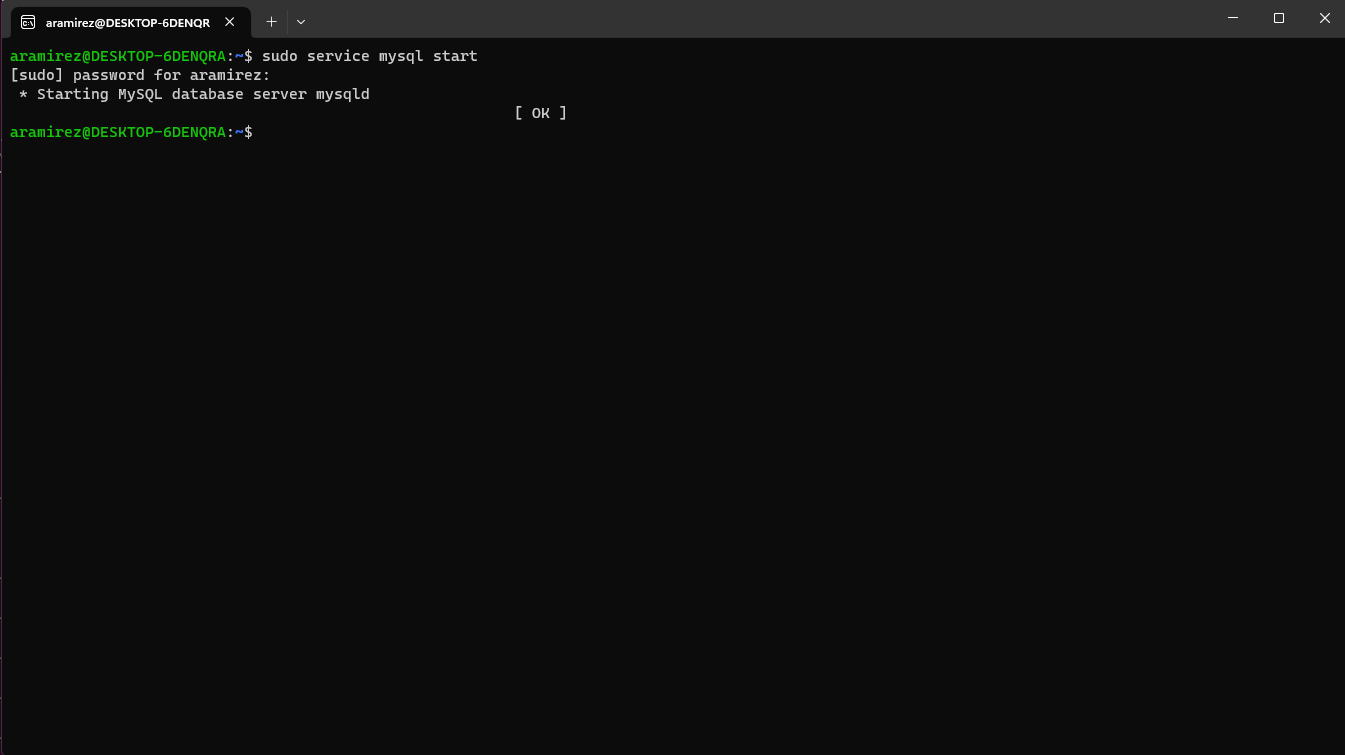 aramirez@DESKTOP-6DENQR
aramirez@DESKTOP-6DENQRA:~$ sudo service mysql start
[sudo] password for aramirez:
* Starting MySQL database server mysqld
[ OK ]
aramirez@DESKTOP-6DENQRA:~$